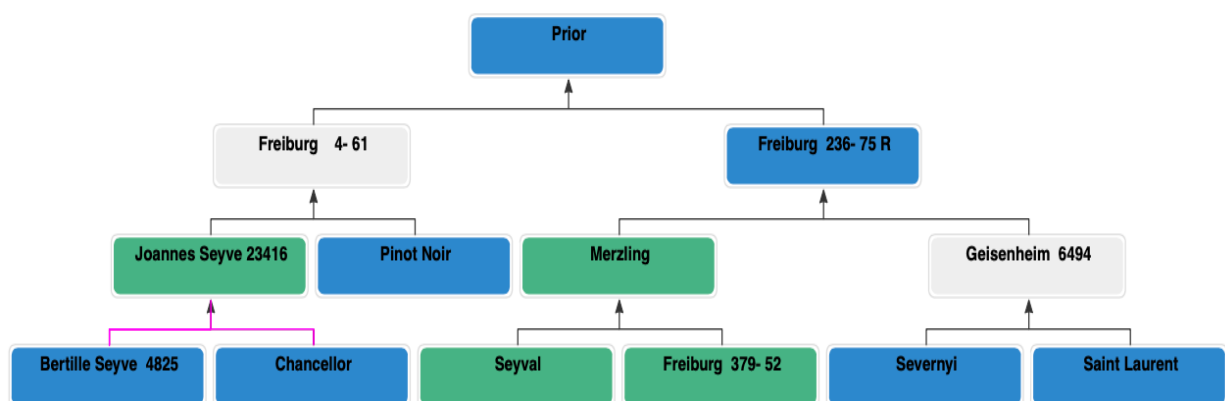 Prior
Freiburg 4- 61
Freiburg 236- 75 R
Joannes Seyve 23416
Pinot Noir
Merzling
Geisenheim 6494
Bertille Seyve 4825
Chancellor
Seyval
Freiburg 379- 52
Severnyi
Saint Laurent